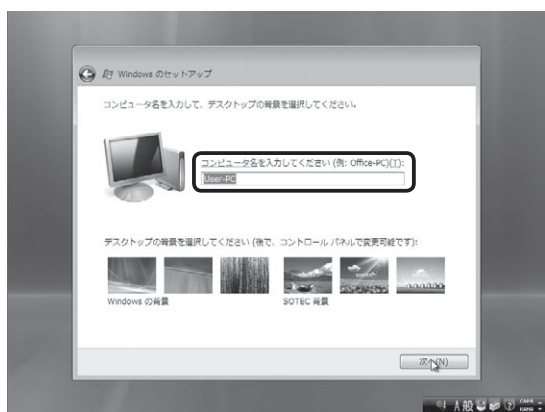 Windows のセットアップ
コンピュータ名を入力して、デスクトップの背景を選択してください。
コンピュータ名を入力してください (例: Office-PC)(T):
User-PC
デスクトップの背景を選択してください (後で、コントロール パネルで変更可能です):
Windows の背景
SOTEC 背景
次へ(N)
A 般
CAPS
KANA